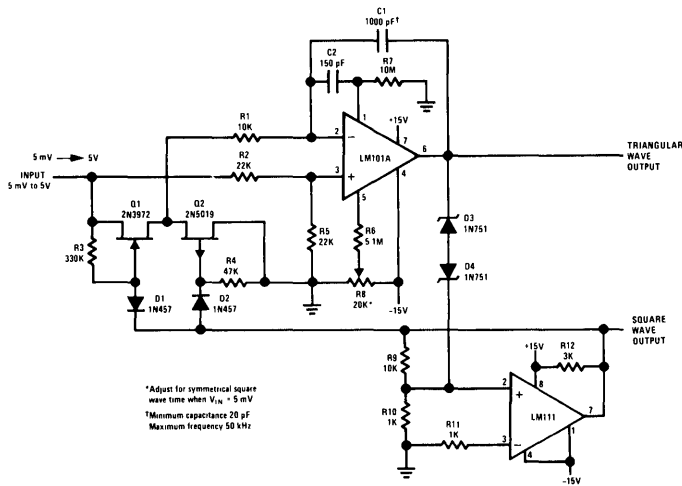 C1
1000 pF†
C2
150 pF
R7
10M
R1
10K
+15V
1
7
2
−
LM101A
6
TRIANGULAR
WAVE
OUTPUT
5 mV → 5V
INPUT
5 mV to 5V
R2
22K
3
+
4
5
Q1
2N3972
Q2
2N5019
R3
330K
R4
47K
R5
22K
R6
5 1M
R8
20K*
-15V
D3
1N751
D4
1N751
D1
1N457
D2
1N457
SQUARE
WAVE
OUTPUT
R9
10K
+15V
R12
3K
2
+
8
LM111
7
R10
1K
R11
1K
3
−
4
1
-15V
*Adjust for symmetrical square
wave time when VIN = 5 mV
†Minimum capacitance 20 pF
Maximum frequency 50 kHz